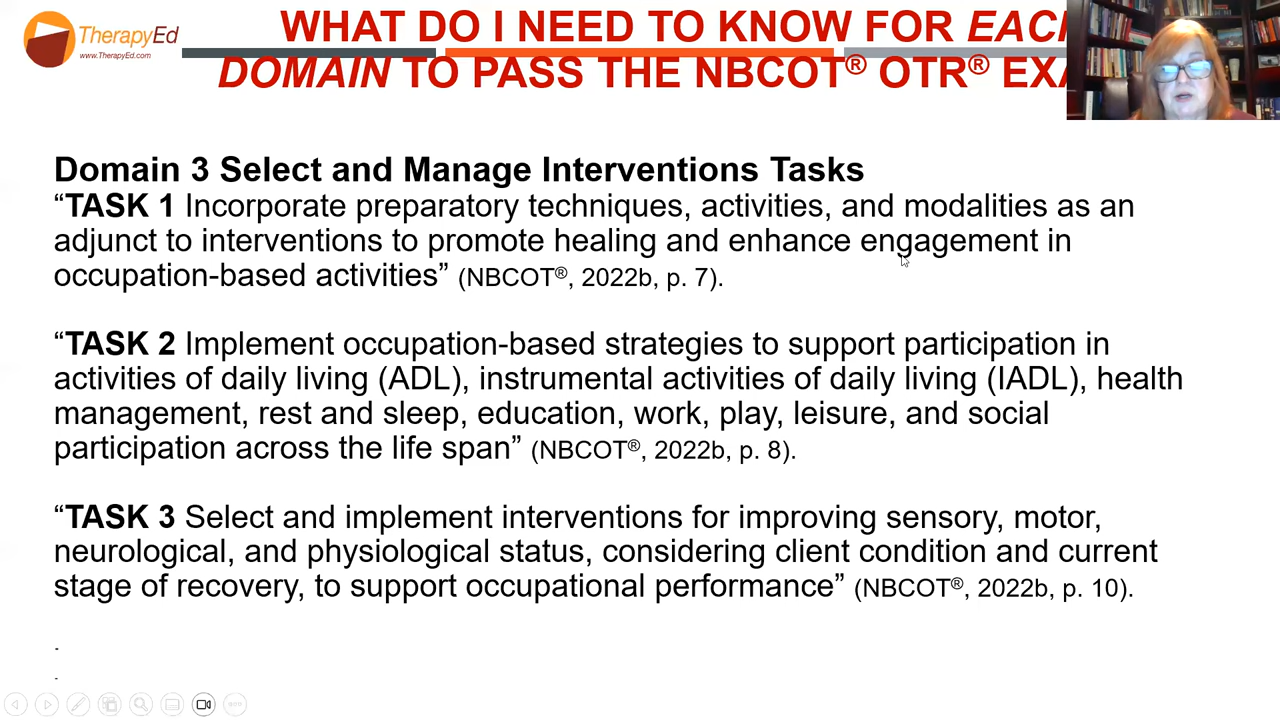 TherapyEd
www.TherapyEd.com
WHAT DO I NEED TO KNOW FOR EACH
DOMAIN TO PASS THE NBCOT® OTR® EXA
Domain 3 Select and Manage Interventions Tasks
“TASK 1 Incorporate preparatory techniques, activities, and modalities as an
adjunct to interventions to promote healing and enhance engagement in
occupation-based activities” (NBCOT®, 2022b, p. 7).
“TASK 2 Implement occupation-based strategies to support participation in
activities of daily living (ADL), instrumental activities of daily living (IADL), health
management, rest and sleep, education, work, play, leisure, and social
participation across the life span” (NBCOT®, 2022b, p. 8).
“TASK 3 Select and implement interventions for improving sensory, motor,
neurological, and physiological status, considering client condition and current
stage of recovery, to support occupational performance” (NBCOT®, 2022b, p. 10).